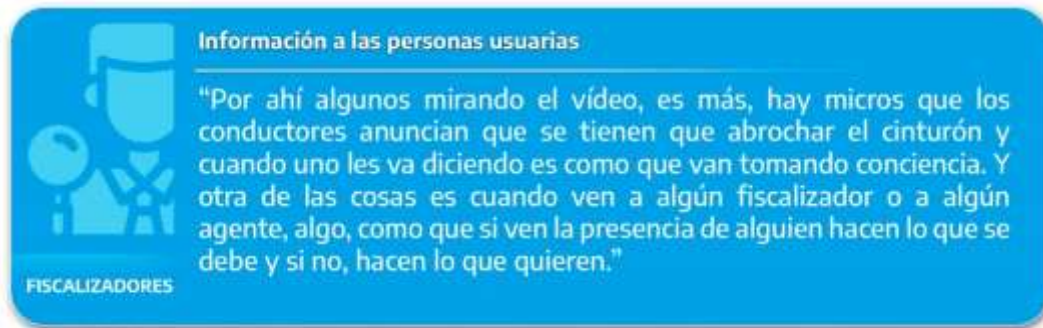 Información a las personas usuarias
“Por ahí algunos mirando el vídeo, es más, hay micros que los
conductores anuncian que se tienen que abrochar el cinturón y
cuando uno les va diciendo es como que van tomando conciencia. Y
otra de las cosas es cuando ven a algún fiscalizador o a algún
agente, algo, como que si ven la presencia de alguien hacen lo que se
debe y si no, hacen lo que quieren.”
FISCALIZADORES